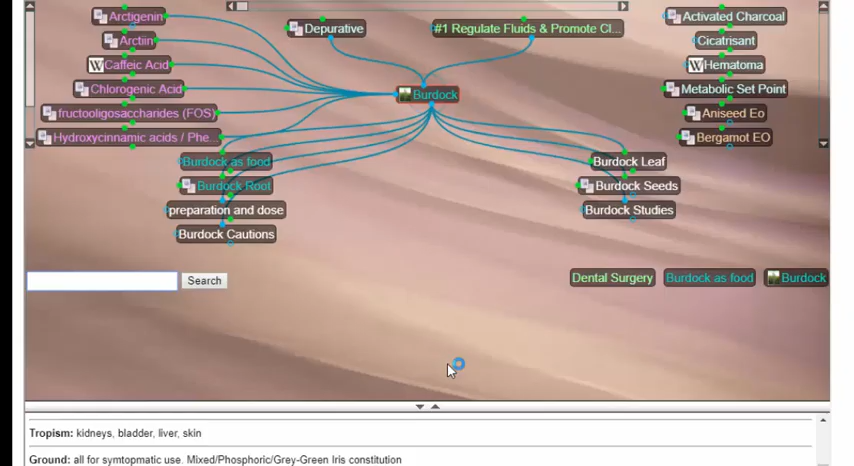 Arctigenin
Arctiin
Caffeic Acid
Chlorogenic Acid
fructooligosaccharides (FOS)
Hydroxycinnamic acids / Phe...
Depurative
#1 Regulate Fluids & Promote Cl...
Activated Charcoal
Cicatrisant
W Hematoma
Metabolic Set Point
Aniseed Eo
Bergamot EO
Burdock
Burdock as food
Burdock Root
preparation and dose
Burdock Cautions
Burdock Leaf
Burdock Seeds
Burdock Studies
Search
Dental Surgery
Burdock as food
Burdock
Tropism: kidneys, bladder, liver, skin
Ground: all for symtopmatic use. Mixed/Phosphoric/Grey-Green Iris constitution